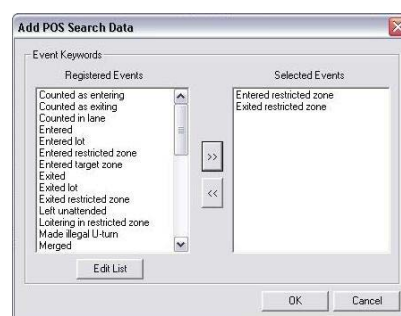 Add POS Search Data
Event Keywords
Registered Events
Selected Events
Counted as entering
Counted as exiting
Counted in lane
Entered
Entered lot
Entered restricted zone
Entered target zone
Exited
Exited lot
Exited restricted zone
Left unattended
Loitering in restricted zone
Made illegal U-turn
Merged
Entered restricted zone
Exited restricted zone
>>
<<
Edit List
OK
Cancel